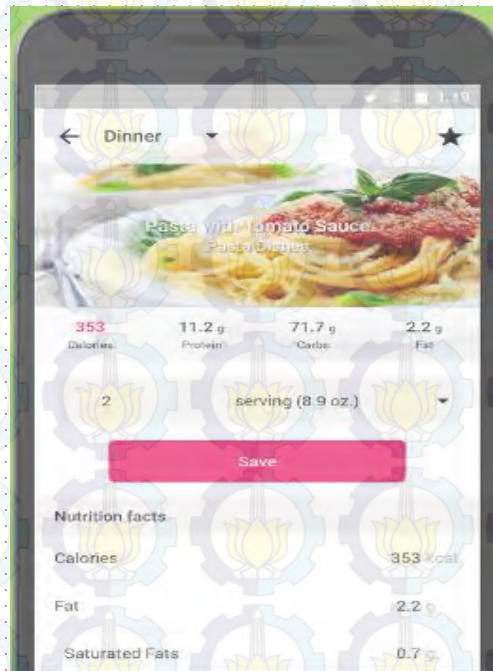 Dinner
Pasta with Tomato Sauce
Pasta Dishes
353 11.2 g 71.7 g 2.2 g
Calories Protein Carbs Fat
2 serving (8.9 oz.)
Save
Nutrition facts
Calories 353 kcal
Fat 2.2 g
Saturated Fats 0.7 g